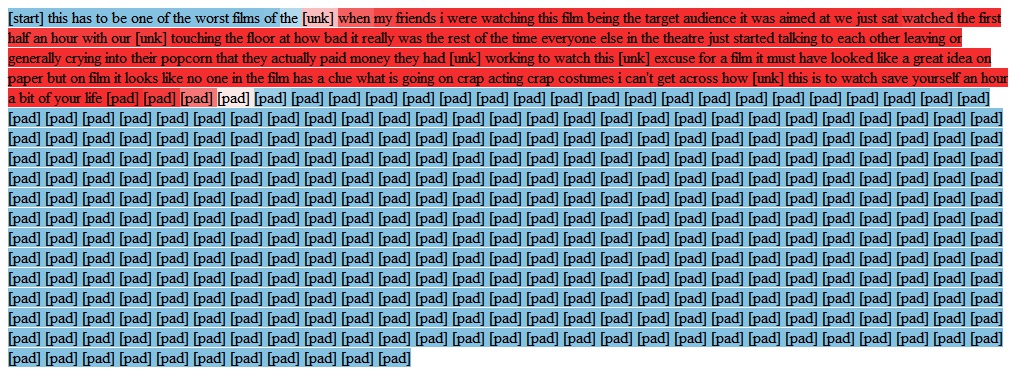 [start] this has to be one of the worst films of the [unk] when my friends i were watching this film being the target audience it was aimed at we just sat watched the first
half an hour with our [unk] touching the floor at how bad it really was the rest of the time everyone else in the theatre just started talking to each other leaving or
generally crying into their popcorn that they actually paid money they had [unk] working to watch this [unk] excuse for a film it must have looked like a great idea on
paper but on film it looks like no one in the film has a clue what is going on crap acting crap costumes i can't get across how [unk] this is to watch save yourself an hour
a bit of your life [pad] [pad] [pad] [pad] [pad] [pad] [pad] [pad] [pad] [pad] [pad] [pad] [pad] [pad] [pad] [pad] [pad] [pad] [pad] [pad] [pad] [pad] [pad] [pad]
[pad] [pad] [pad] [pad] [pad] [pad] [pad] [pad] [pad] [pad] [pad] [pad] [pad] [pad] [pad] [pad] [pad] [pad] [pad] [pad] [pad] [pad] [pad] [pad] [pad] [pad] [pad]
[pad] [pad] [pad] [pad] [pad] [pad] [pad] [pad] [pad] [pad] [pad] [pad] [pad] [pad] [pad] [pad] [pad] [pad] [pad] [pad] [pad] [pad] [pad] [pad] [pad] [pad] [pad]
[pad] [pad] [pad] [pad] [pad] [pad] [pad] [pad] [pad] [pad] [pad] [pad] [pad] [pad] [pad] [pad] [pad] [pad] [pad] [pad] [pad] [pad] [pad] [pad] [pad] [pad] [pad]
[pad] [pad] [pad] [pad] [pad] [pad] [pad] [pad] [pad] [pad] [pad] [pad] [pad] [pad] [pad] [pad] [pad] [pad] [pad] [pad] [pad] [pad] [pad] [pad] [pad] [pad] [pad]
[pad] [pad] [pad] [pad] [pad] [pad] [pad] [pad] [pad] [pad] [pad] [pad] [pad] [pad] [pad] [pad] [pad] [pad] [pad] [pad] [pad] [pad] [pad] [pad] [pad] [pad] [pad]
[pad] [pad] [pad] [pad] [pad] [pad] [pad] [pad] [pad] [pad] [pad] [pad] [pad] [pad] [pad] [pad] [pad] [pad] [pad] [pad] [pad] [pad] [pad] [pad] [pad] [pad] [pad]
[pad] [pad] [pad] [pad] [pad] [pad] [pad] [pad] [pad] [pad] [pad] [pad] [pad] [pad] [pad] [pad] [pad] [pad] [pad] [pad] [pad] [pad] [pad] [pad] [pad] [pad] [pad]
[pad] [pad] [pad] [pad] [pad] [pad] [pad] [pad] [pad] [pad] [pad] [pad] [pad] [pad] [pad] [pad] [pad] [pad] [pad] [pad] [pad] [pad] [pad] [pad] [pad] [pad] [pad]
[pad] [pad] [pad] [pad] [pad] [pad] [pad] [pad] [pad] [pad] [pad] [pad] [pad] [pad] [pad] [pad] [pad] [pad] [pad] [pad] [pad] [pad] [pad] [pad] [pad] [pad] [pad]
[pad] [pad] [pad] [pad] [pad] [pad] [pad] [pad] [pad] [pad] [pad] [pad] [pad] [pad] [pad] [pad] [pad] [pad] [pad] [pad] [pad] [pad] [pad] [pad] [pad] [pad] [pad]
[pad] [pad] [pad] [pad] [pad] [pad] [pad] [pad] [pad] [pad] [pad] [pad] [pad] [pad] [pad] [pad] [pad] [pad] [pad] [pad] [pad] [pad] [pad] [pad] [pad] [pad] [pad]
[pad] [pad] [pad] [pad] [pad] [pad] [pad] [pad] [pad] [pad] [pad] [pad] [pad] [pad] [pad] [pad] [pad] [pad] [pad] [pad] [pad] [pad] [pad] [pad] [pad] [pad] [pad]
[pad] [pad] [pad] [pad] [pad] [pad] [pad] [pad] [pad] [pad] [pad]